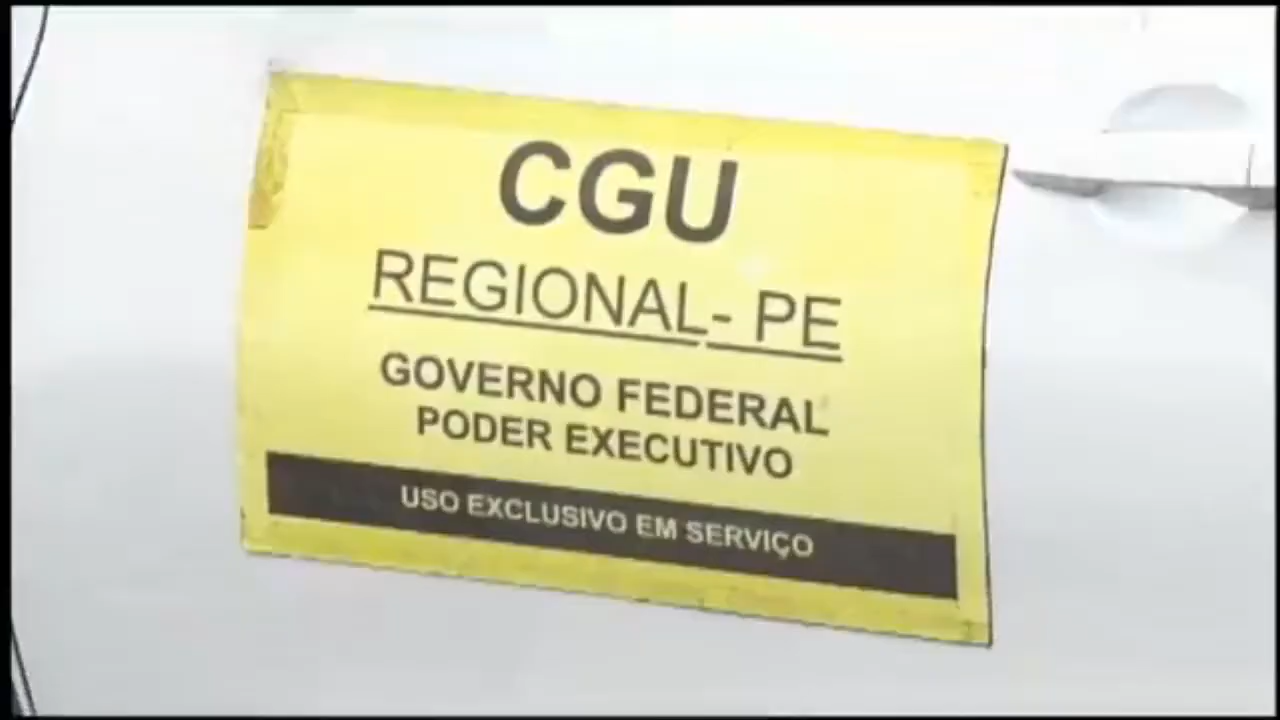 CGU
REGIONAL- PE
GOVERNO FEDERAL
PODER EXECUTIVO
USO EXCLUSIVO EM SERVIÇO